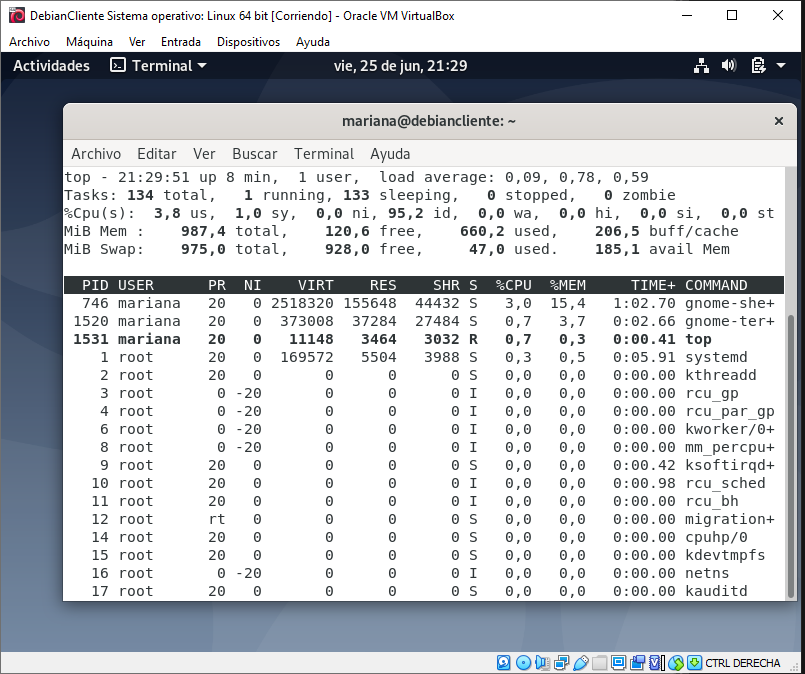 DebianCliente Sistema operativo: Linux 64 bit [Corriendo] - Oracle VM VirtualBox
Archivo Máquina Ver Entrada Dispositivos Ayuda
Actividades Terminal vie, 25 de jun, 21:29
mariana@debiancliente: ~
Archivo Editar Ver Buscar Terminal Ayuda
top - 21:29:51 up 8 min, 1 user, load average: 0,09, 0,78, 0,59
Tasks: 134 total, 1 running, 133 sleeping, 0 stopped, 0 zombie
%Cpu(s): 3,8 us, 1,0 sy, 0,0 ni, 95,2 id, 0,0 wa, 0,0 hi, 0,0 si, 0,0 st
MiB Mem : 987,4 total, 120,6 free, 660,2 used, 206,5 buff/cache
MiB Swap: 975,0 total, 928,0 free, 47,0 used. 185,1 avail Mem
PID USER PR NI VIRT RES SHR S %CPU %MEM TIME+ COMMAND
746 mariana 20 0 2518320 155648 44432 S 3,0 15,4 1:02.70 gnome-she+
1520 mariana 20 0 373008 37284 27484 S 0,7 3,7 0:02.66 gnome-ter+
1531 mariana 20 0 11148 3464 3032 R 0,7 0,3 0:00.41 top
1 root 20 0 169572 5504 3988 S 0,3 0,5 0:05.91 systemd
2 root 20 0 0 0 0 S 0,0 0,0 0:00.00 kthreadd
3 root 0 -20 0 0 0 I 0,0 0,0 0:00.00 rcu_gp
4 root 0 -20 0 0 0 I 0,0 0,0 0:00.00 rcu_par_gp
6 root 0 -20 0 0 0 I 0,0 0,0 0:00.00 kworker/0+
8 root 0 -20 0 0 0 I 0,0 0,0 0:00.00 mm_percpu+
9 root 20 0 0 0 0 S 0,0 0,0 0:00.42 ksoftirqd+
10 root 20 0 0 0 0 I 0,0 0,0 0:00.98 rcu_sched
11 root 20 0 0 0 0 I 0,0 0,0 0:00.00 rcu_bh
12 root rt 0 0 0 0 S 0,0 0,0 0:00.00 migration+
14 root 20 0 0 0 0 S 0,0 0,0 0:00.00 cpuhp/0
15 root 20 0 0 0 0 S 0,0 0,0 0:00.00 kdevtmpfs
16 root 0 -20 0 0 0 I 0,0 0,0 0:00.00 netns
17 root 20 0 0 0 0 S 0,0 0,0 0:00.00 kauditd
CTRL DERECHA